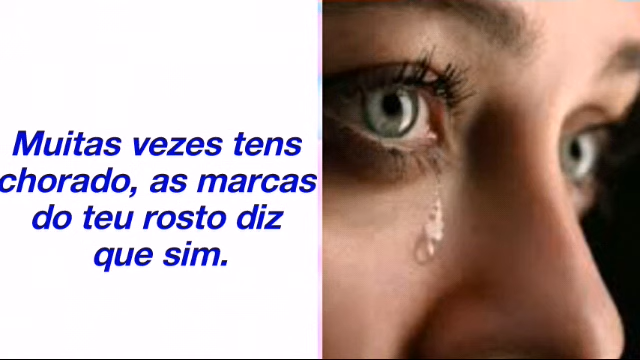 Muitas vezes tens
chorado, as marcas
do teu rosto diz
que sim.